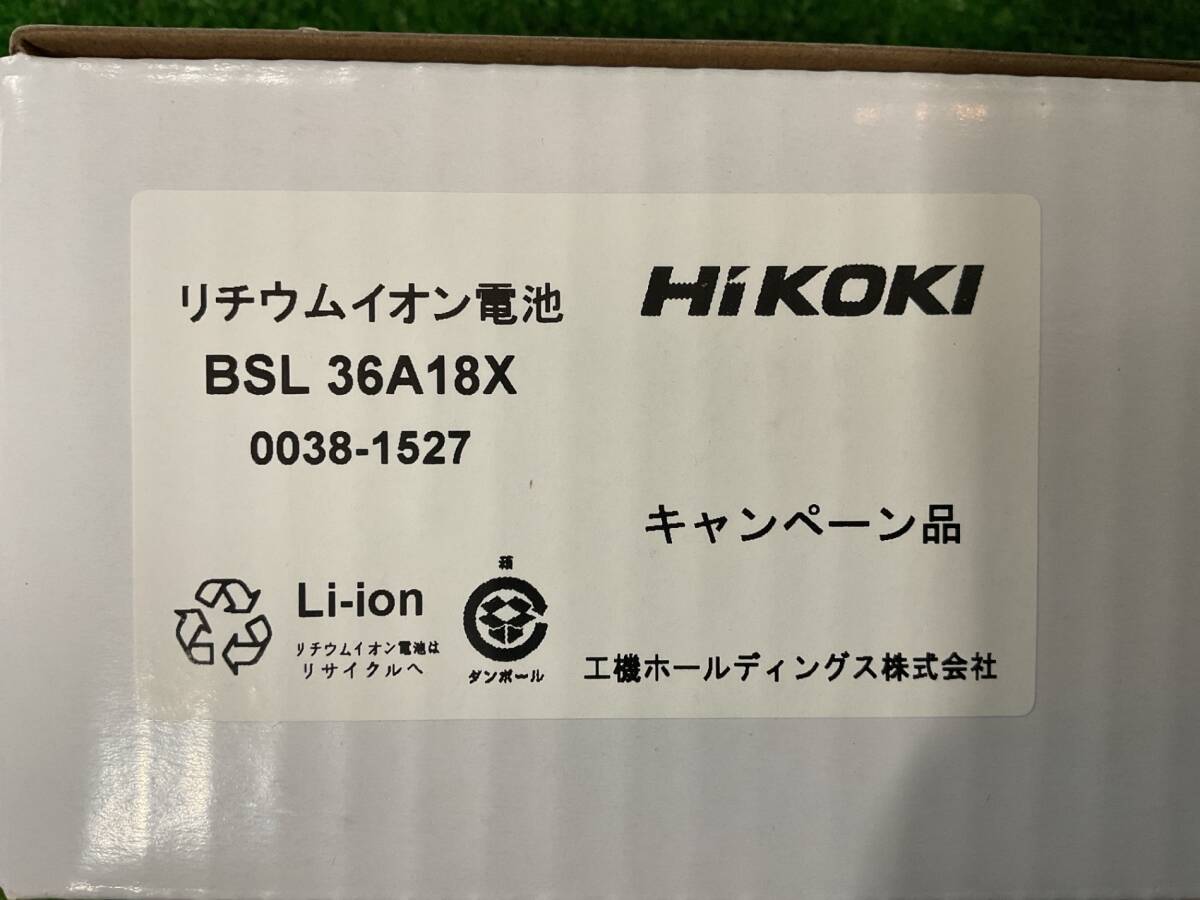 リチウムイオン電池
HiKOKI
BSL 36A18X
0038-1527
キャンペーン品
Li-ion
リチウムイオン電池は
リサイクルへ
箱
ダンボール
工機ホールディングス株式会社